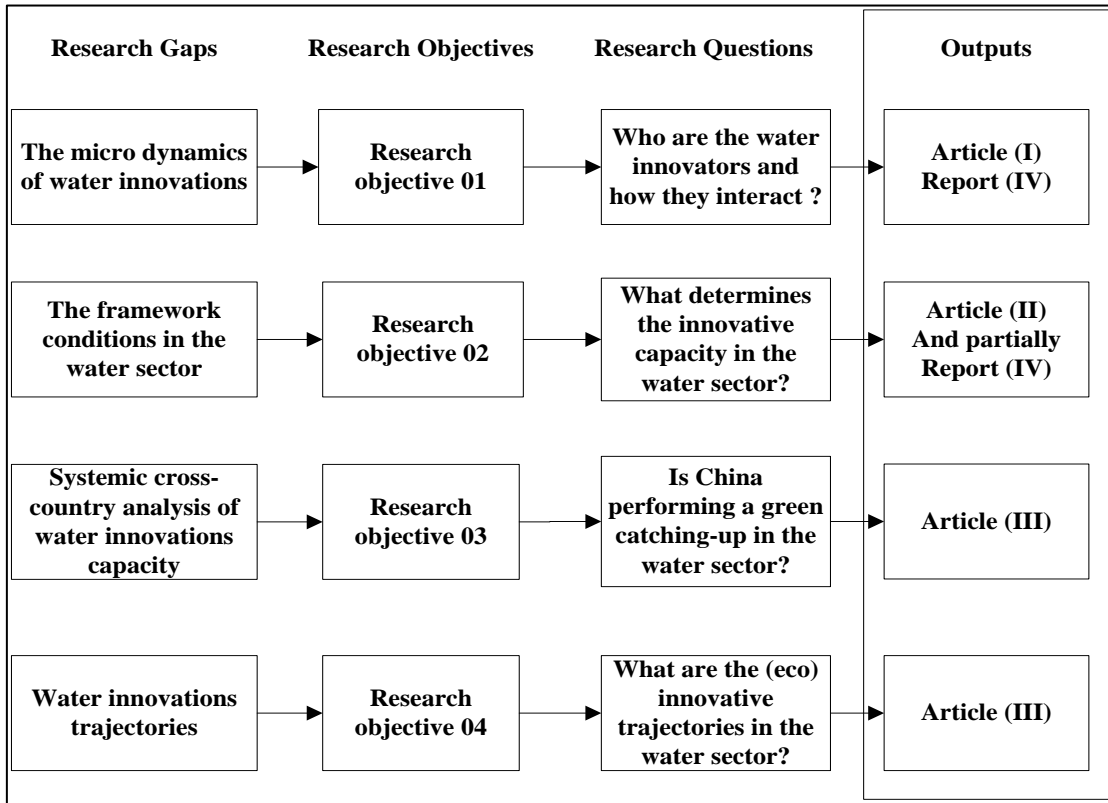 Research Gaps
Research Objectives
Research Questions
Outputs
The micro dynamics
of water innovations
Research
objective 01
Who are the water
innovators and
how they interact ?
Article (I)
Report (IV)
The framework
conditions in the
water sector
Research
objective 02
What determines
the innovative
capacity in the
water sector?
Article (II)
And partially
Report (IV)
Systemic cross-
country analysis of
water innovations
capacity
Research
objective 03
Is China
performing a green
catching-up in the
water sector?
Article (III)
Water innovations
trajectories
Research
objective 04
What are the (eco)
innovative
trajectories in the
water sector?
Article (III)